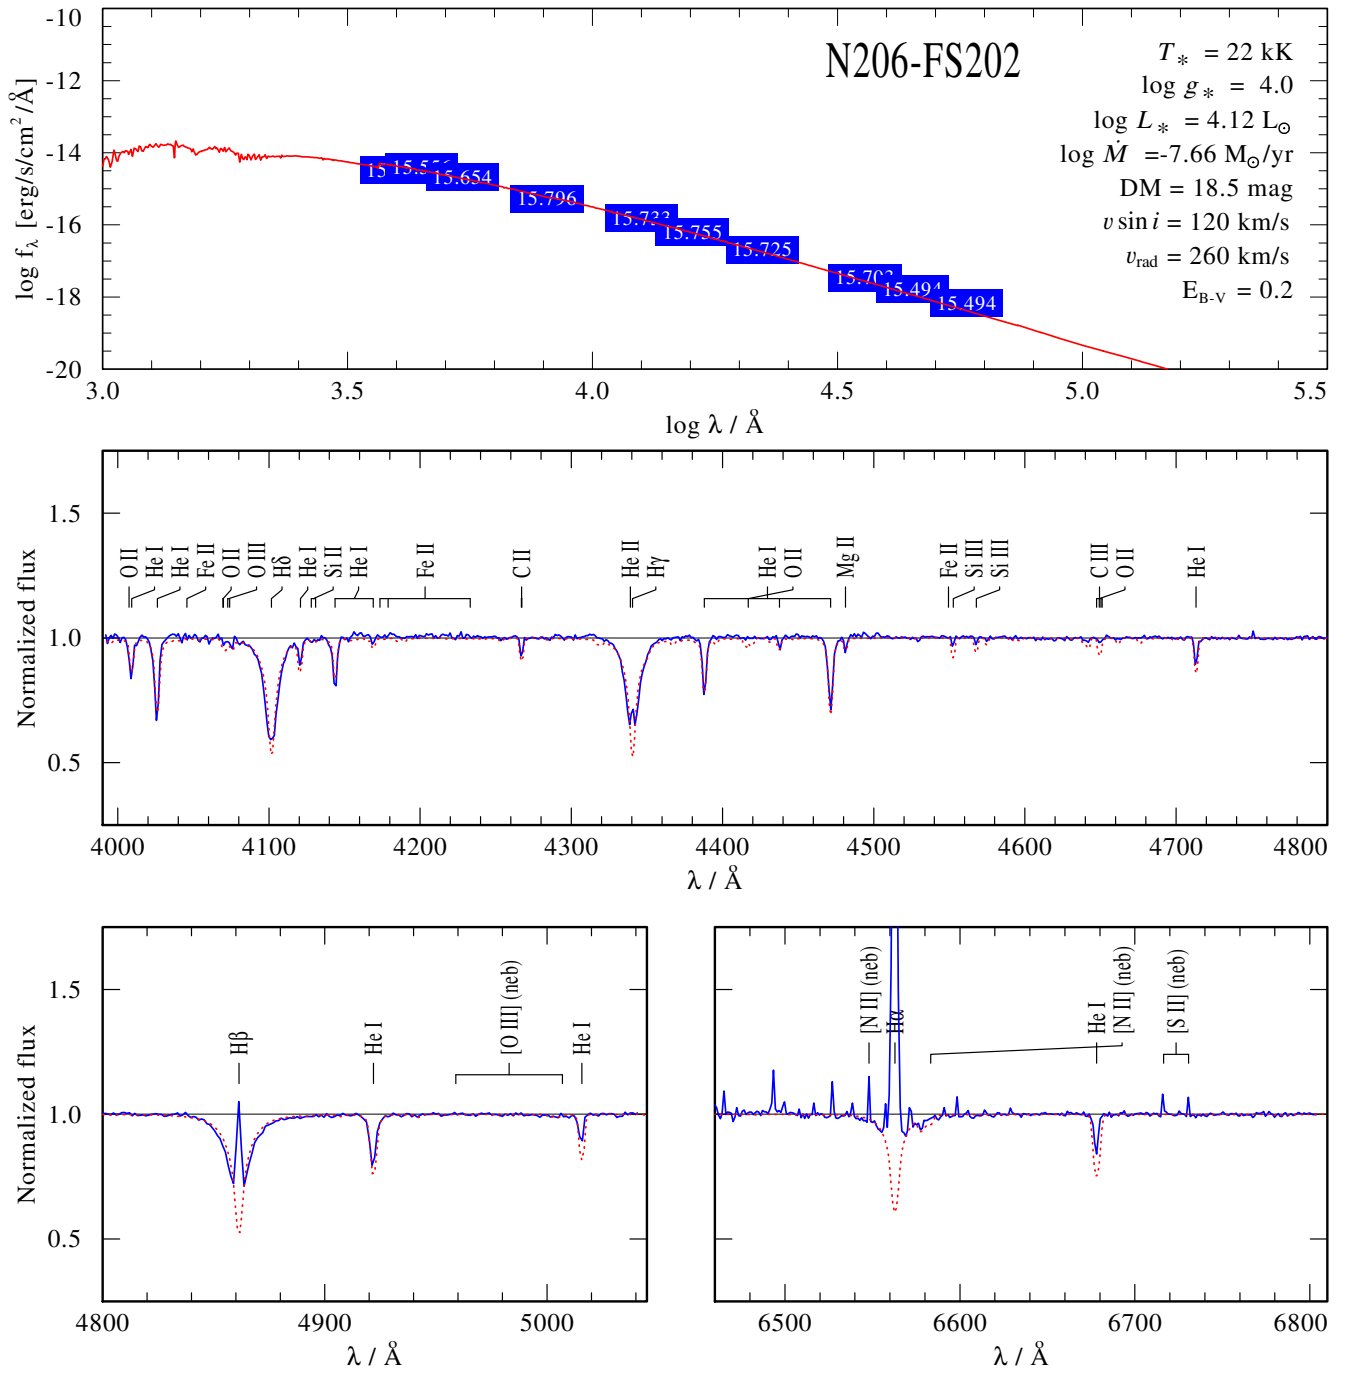 N206-FS202
T* = 22 kK
log g* = 4.0
log L* = 4.12 L⊙
log Ṁ =-7.66 M⊙/yr
DM = 18.5 mag
v sin i = 120 km/s
vrad = 260 km/s
EB-V = 0.2
log fλ [erg/s/cm²/Å]
-10
-12
-14
-16
-18
-20
15.654
15.796
15.733
15.755
15.725
15.703
15.494
15.494
3.0 3.5 4.0 4.5 5.0 5.5
log λ / Å
Normalized flux
1.5
1.0
0.5
O II
He I
He I
Fe II
O II
O III
Hδ
He I
Si II
He I
Fe II
C II
He II
Hγ
He I
O II
Mg II
Fe II
Si III
Si III
C III
O II
He I
4000 4100 4200 4300 4400 4500 4600 4700 4800
λ / Å
Normalized flux
1.5
1.0
0.5
Hβ
He I
[O III] (neb)
He I
4800 4900 5000
λ / Å
[N II] (neb)
Hα
He I
[N II] (neb)
[S II] (neb)
6500 6600 6700 6800
λ / Å